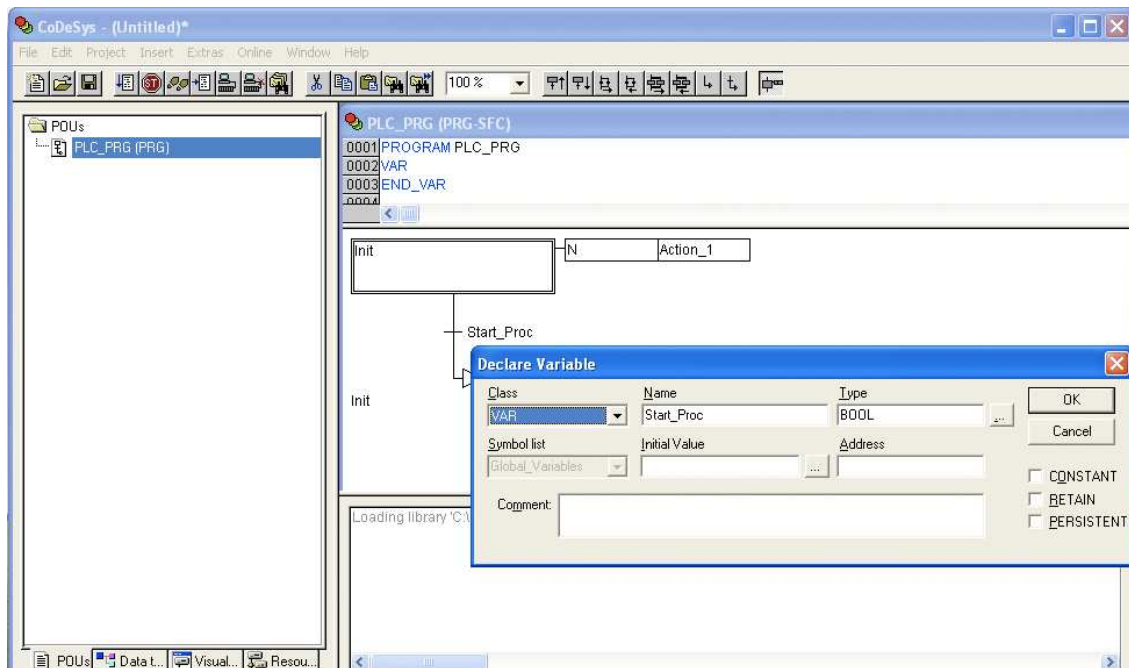 CoDeSys - (Untitled)*
File Edit Project Insert Extras Online Window Help
ST
100 %
POUs
PLC_PRG (PRG)
PLC_PRG (PRG-SFC)
0001 PROGRAM PLC_PRG
0002 VAR
0003 END_VAR
0004
Init
N Action_1
Start_Proc
Init
Declare Variable
Class Name Type
VAR Start_Proc BOOL ...
OK
Cancel
Symbol list Initial Value Address
Global_Variables ...
Comment:
CONSTANT
RETAIN
PERSISTENT
Loading library 'C:\
POUs Data t... Visual... Resou...